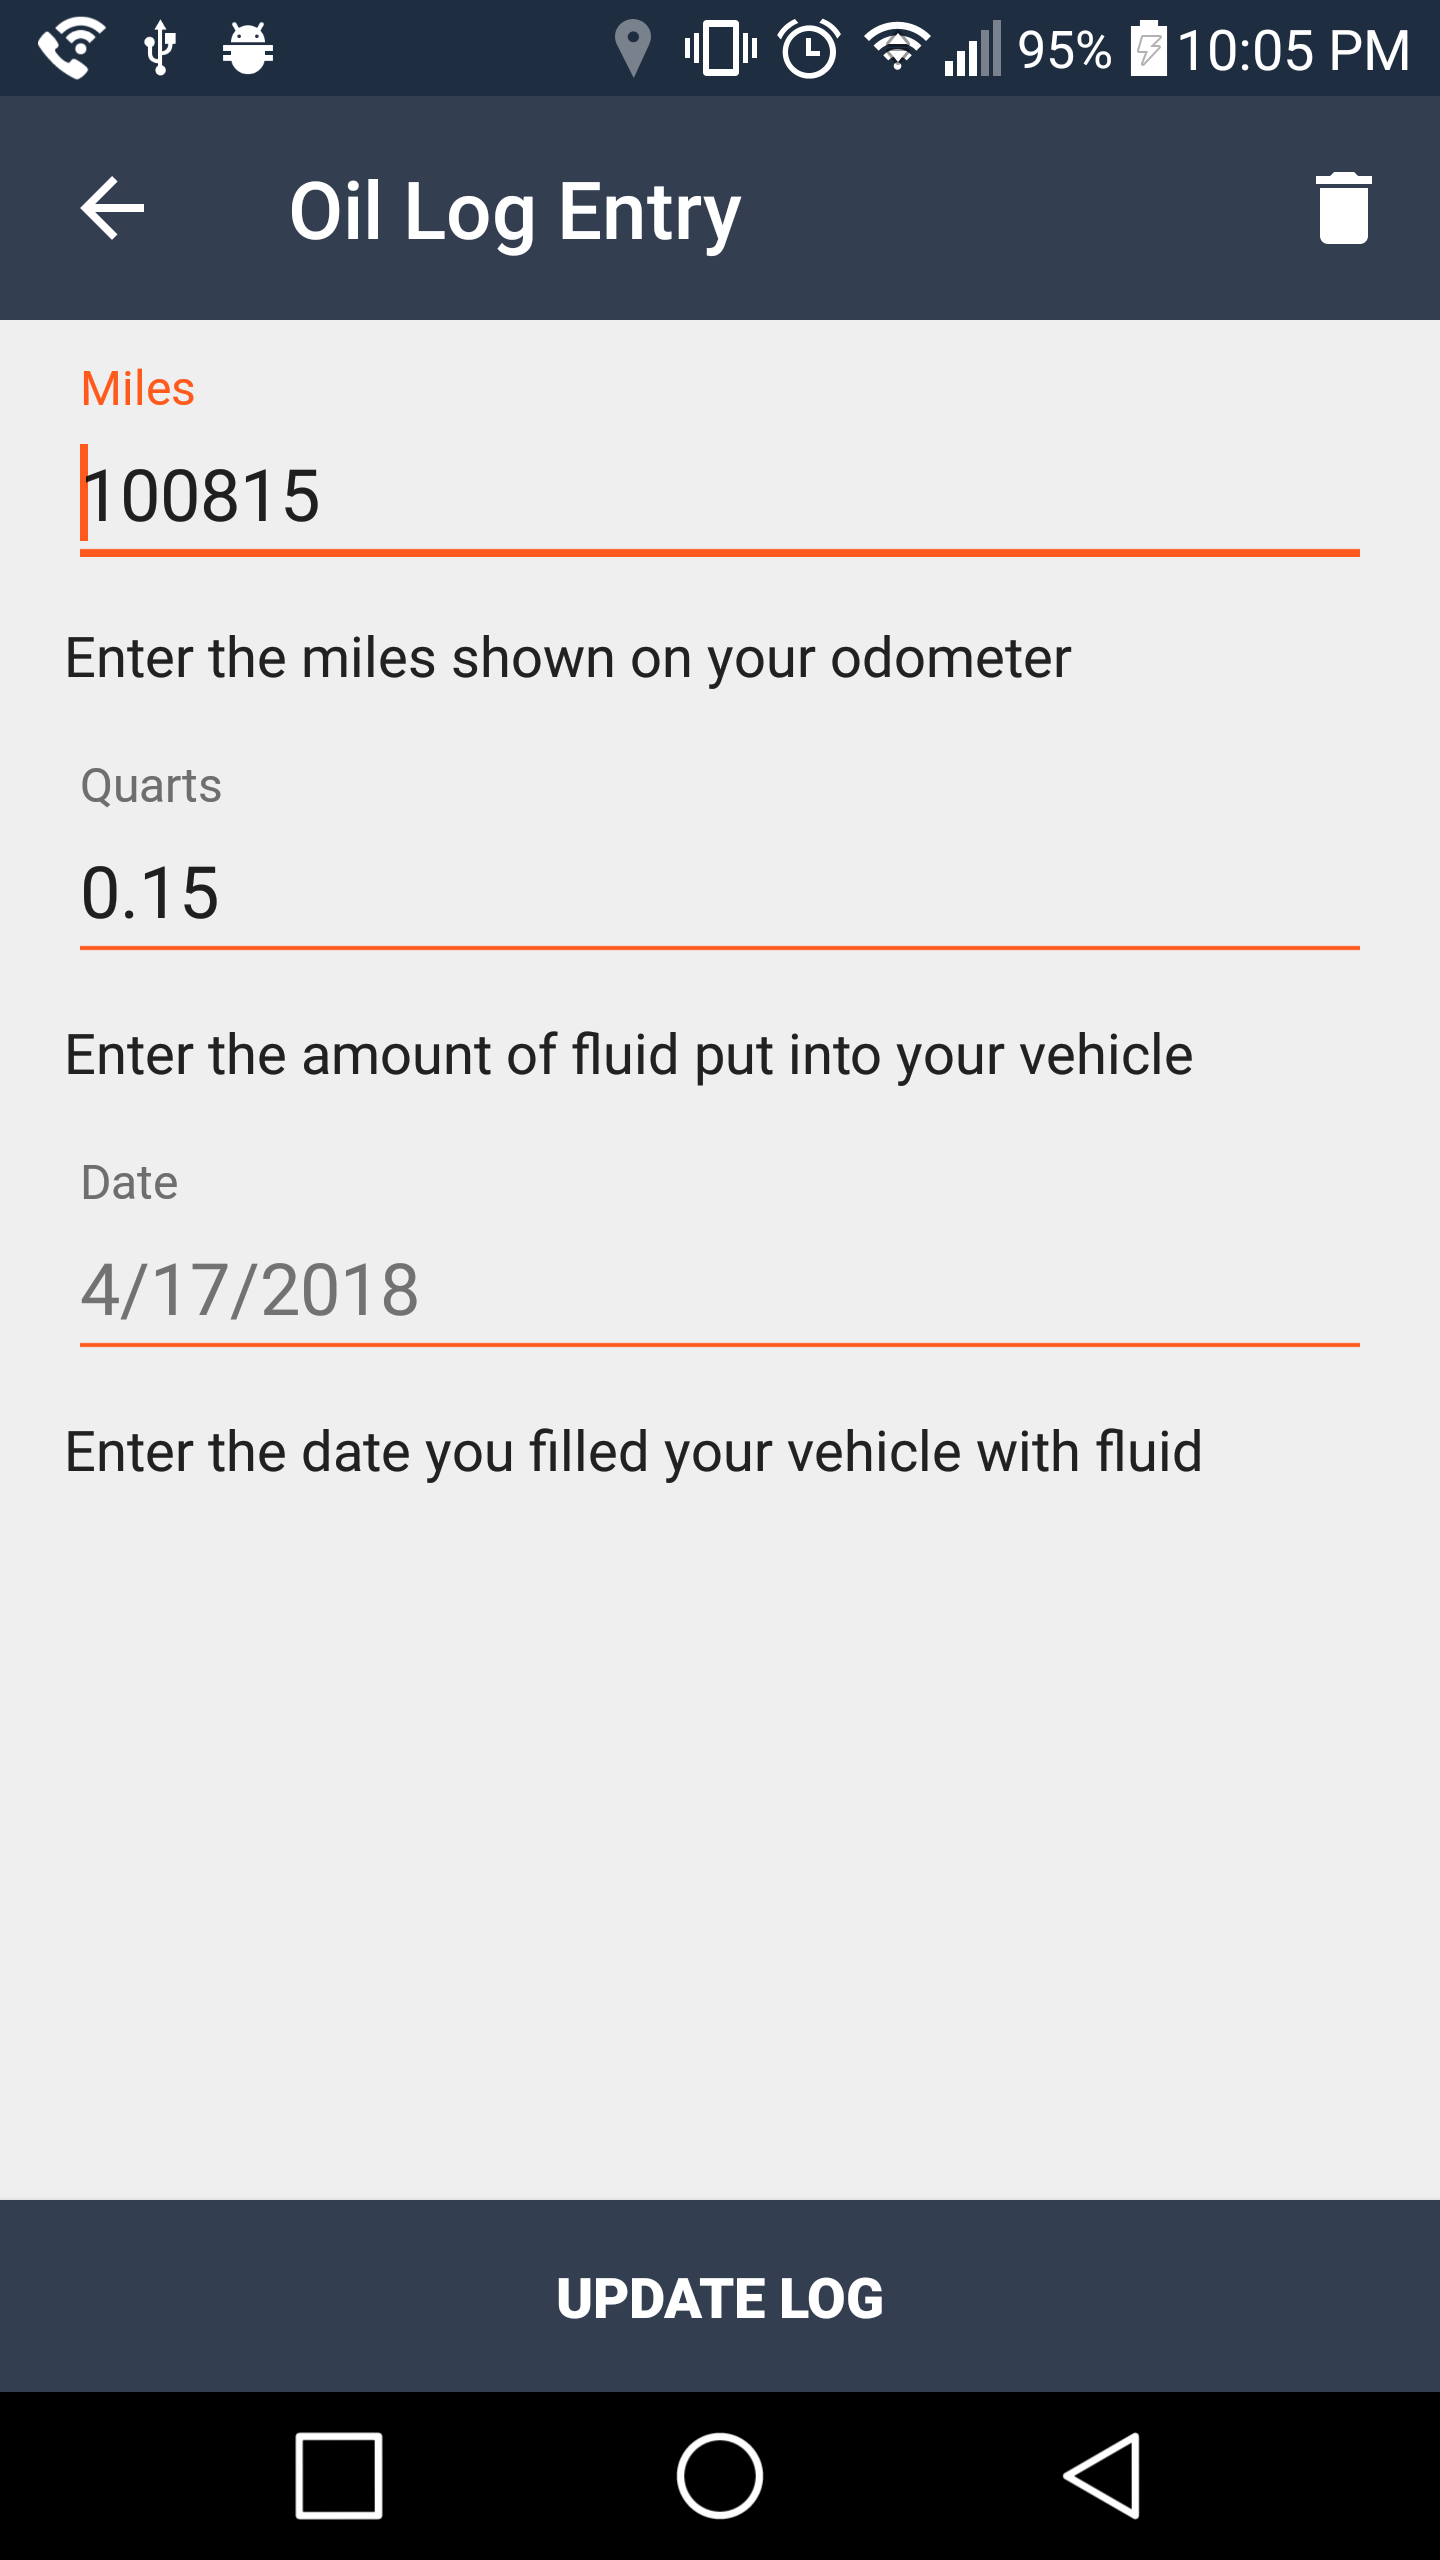 95% 10:05 PM
Oil Log Entry
Miles
100815
Enter the miles shown on your odometer
Quarts
0.15
Enter the amount of fluid put into your vehicle
Date
4/17/2018
Enter the date you filled your vehicle with fluid
UPDATE LOG